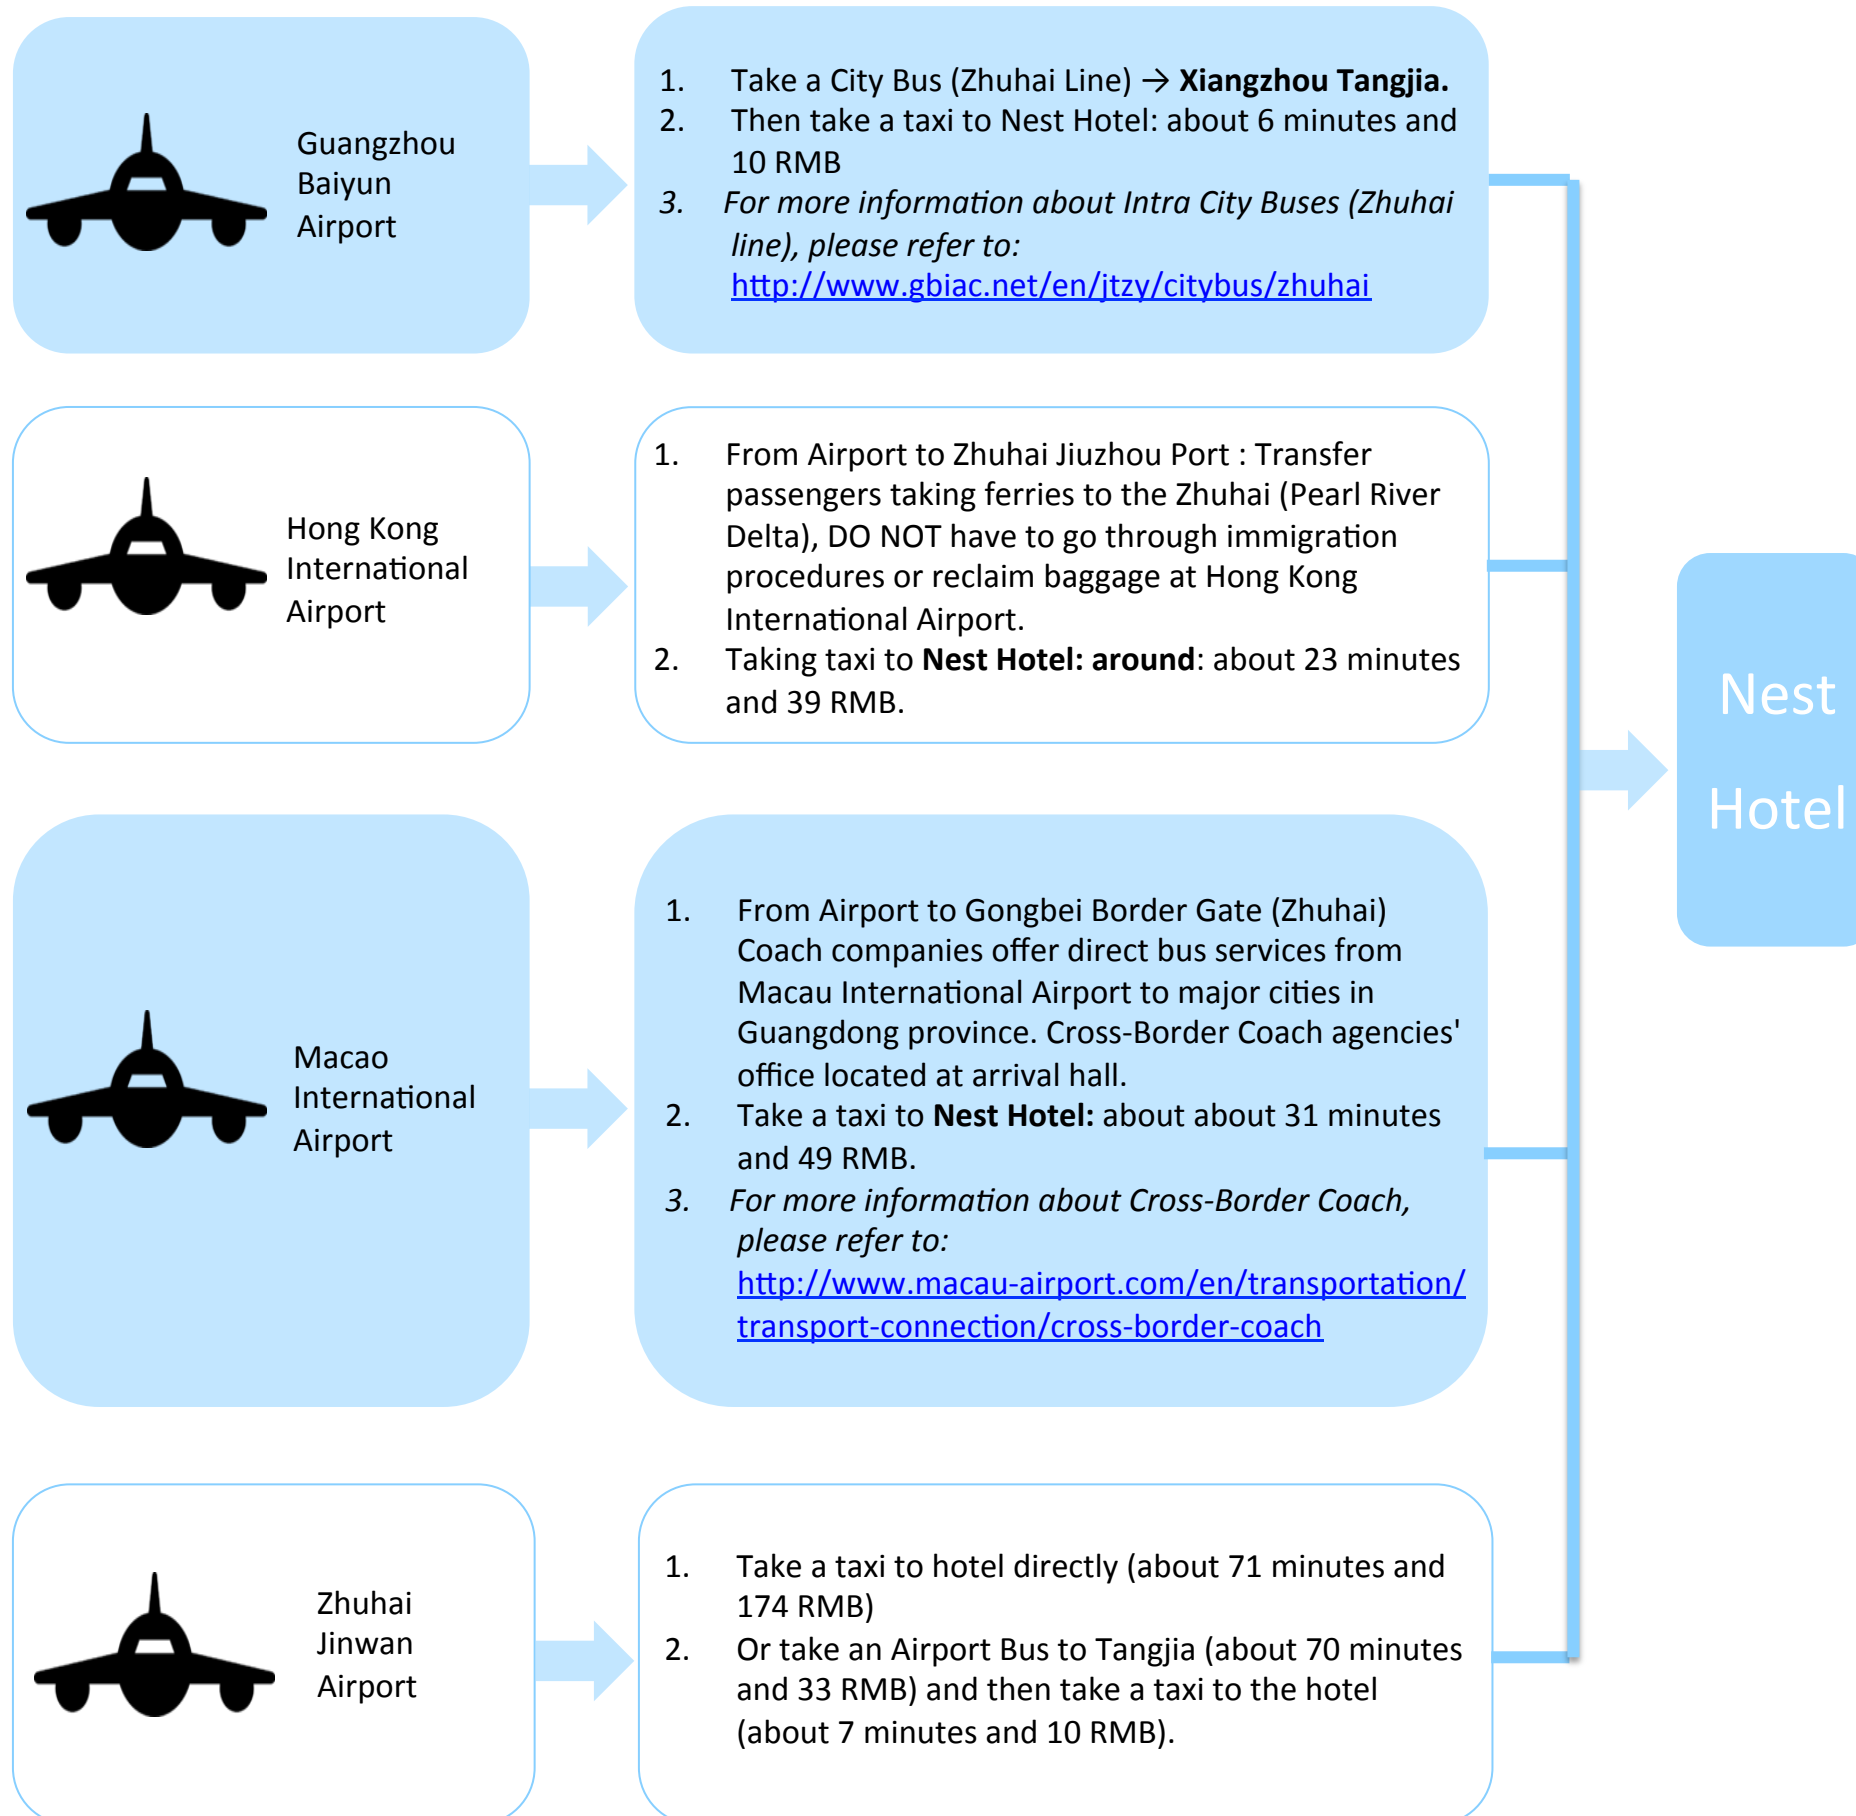 Guangzhou
Baiyun
Airport
1. Take a City Bus (Zhuhai Line) → Xiangzhou Tangjia.
2. Then take a taxi to Nest Hotel: about 6 minutes and
10 RMB
3. For more information about Intra City Buses (Zhuhai
line), please refer to:
http://www.gbiac.net/en/jtzy/citybus/zhuhai
Hong Kong
International
Airport
1. From Airport to Zhuhai Jiuzhou Port : Transfer
passengers taking ferries to the Zhuhai (Pearl River
Delta), DO NOT have to go through immigration
procedures or reclaim baggage at Hong Kong
International Airport.
2. Taking taxi to Nest Hotel: around: about 23 minutes
and 39 RMB.
Macao
International
Airport
1. From Airport to Gongbei Border Gate (Zhuhai)
Coach companies offer direct bus services from
Macau International Airport to major cities in
Guangdong province. Cross-Border Coach agencies'
office located at arrival hall.
2. Take a taxi to Nest Hotel: about about 31 minutes
and 49 RMB.
3. For more information about Cross-Border Coach,
please refer to:
http://www.macau-airport.com/en/transportation/
transport-connection/cross-border-coach
Zhuhai
Jinwan
Airport
1. Take a taxi to hotel directly (about 71 minutes and
174 RMB)
2. Or take an Airport Bus to Tangjia (about 70 minutes
and 33 RMB) and then take a taxi to the hotel
(about 7 minutes and 10 RMB).
Nest
Hotel